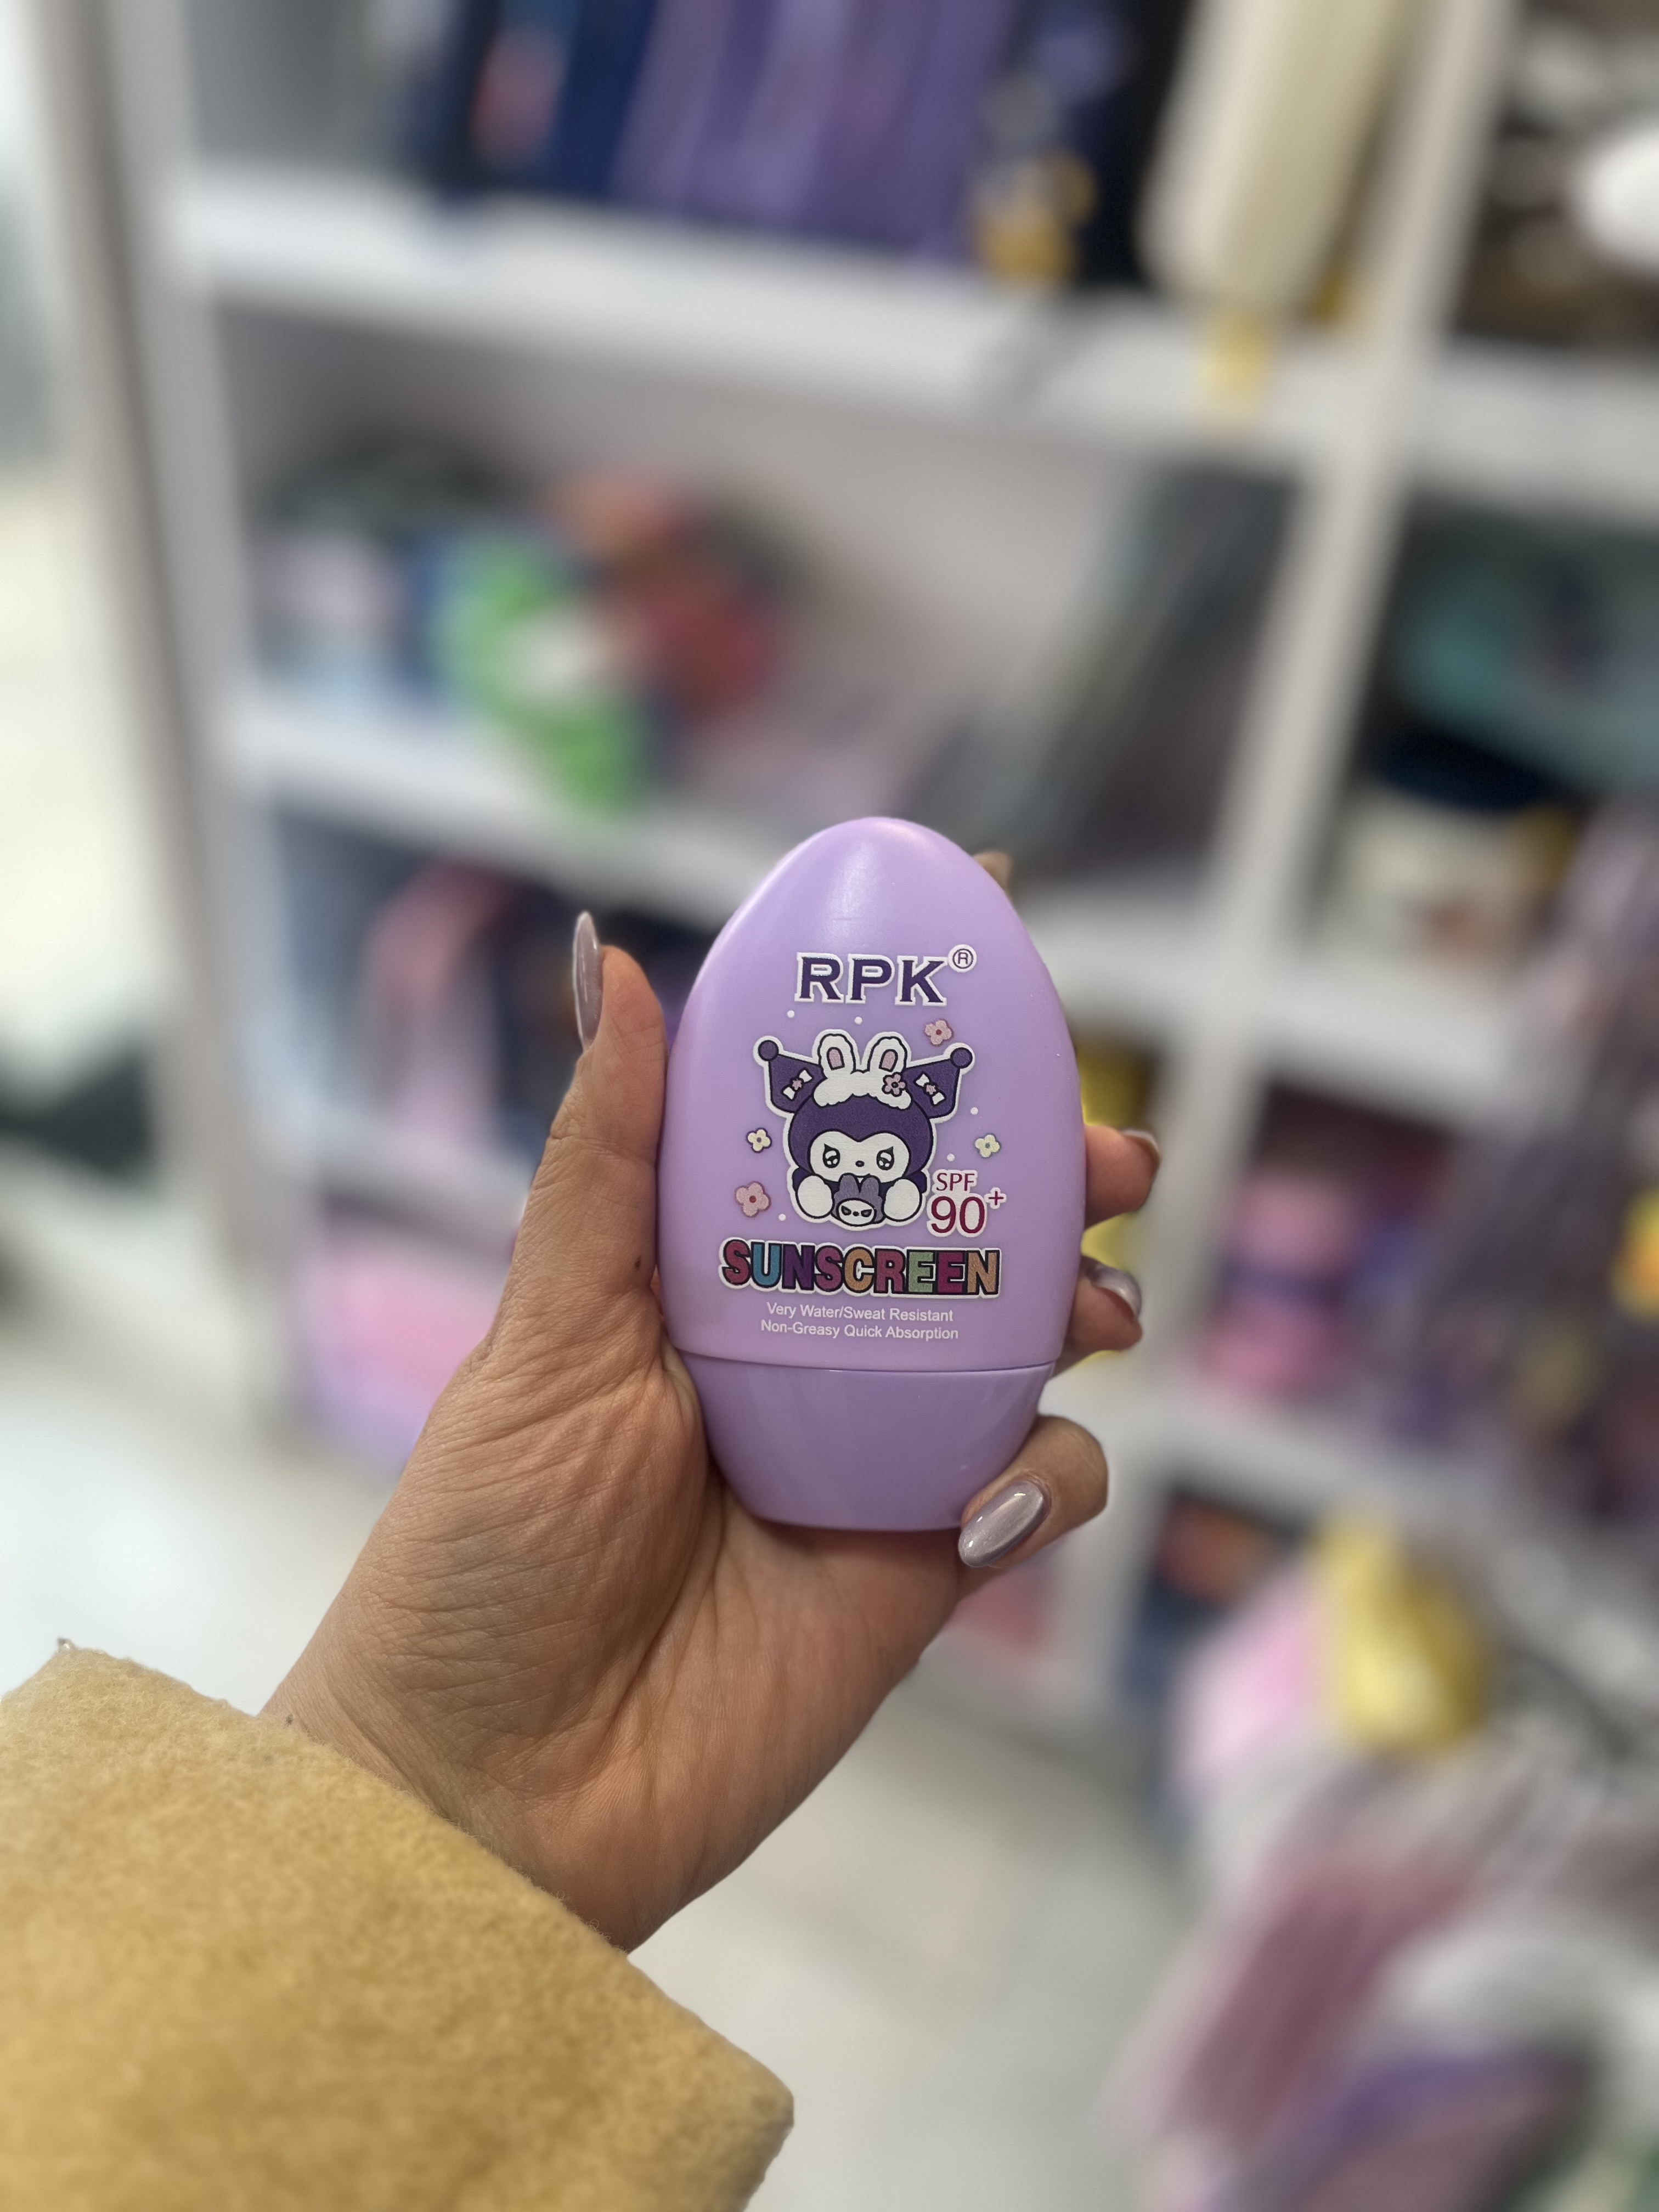 RPK®
SPF
90+
SUNSCREEN
Very Water/Sweat Resistant
Non-Greasy Quick Absorption